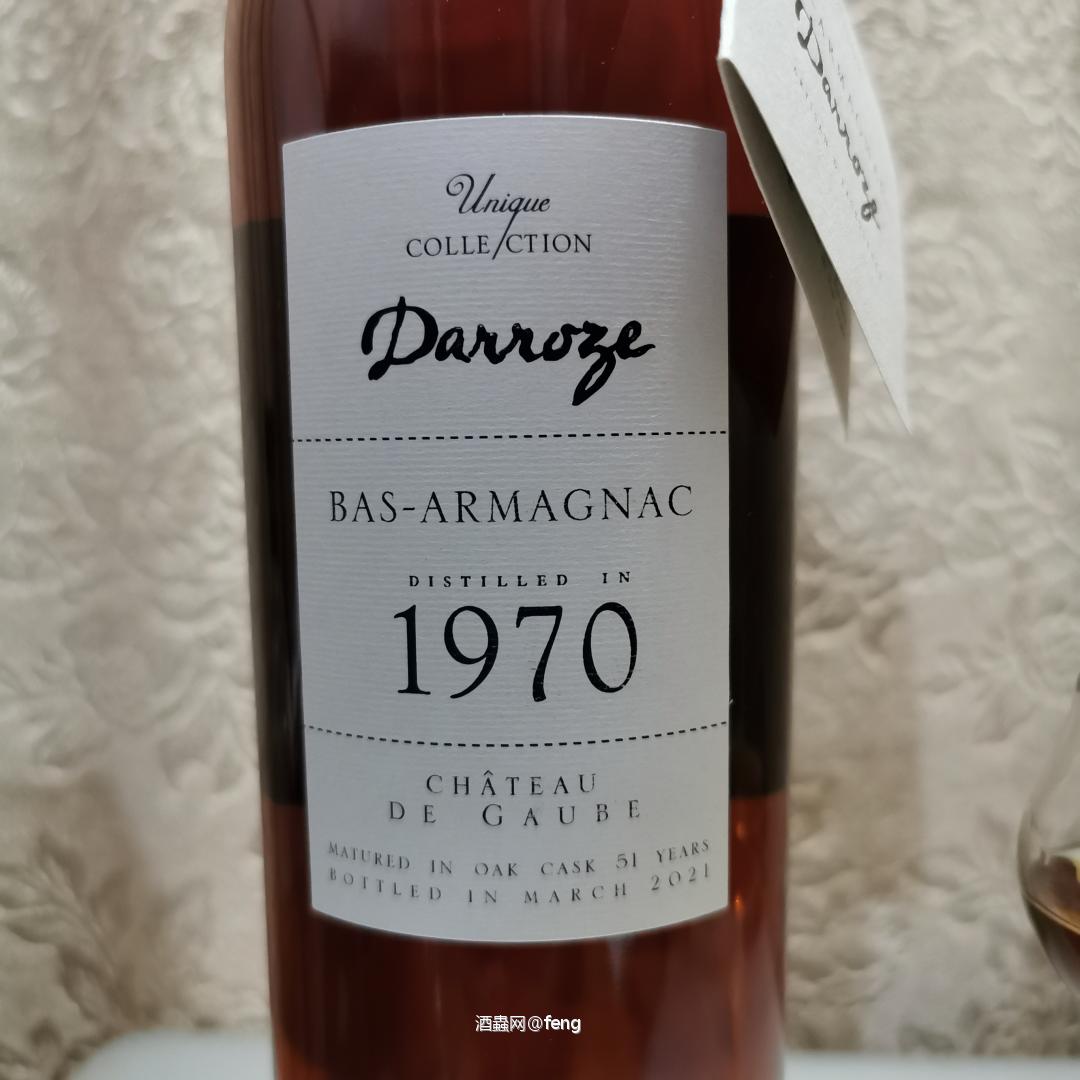 Unique
COLLECTION
Darroze
BAS-ARMAGNAC
DISTILLED IN
1970
CHÂTEAU
DE GAUBE
MATURED IN OAK CASK 51 YEARS
BOTTLED IN MARCH 2021
Darroze
酒蟲网@feng